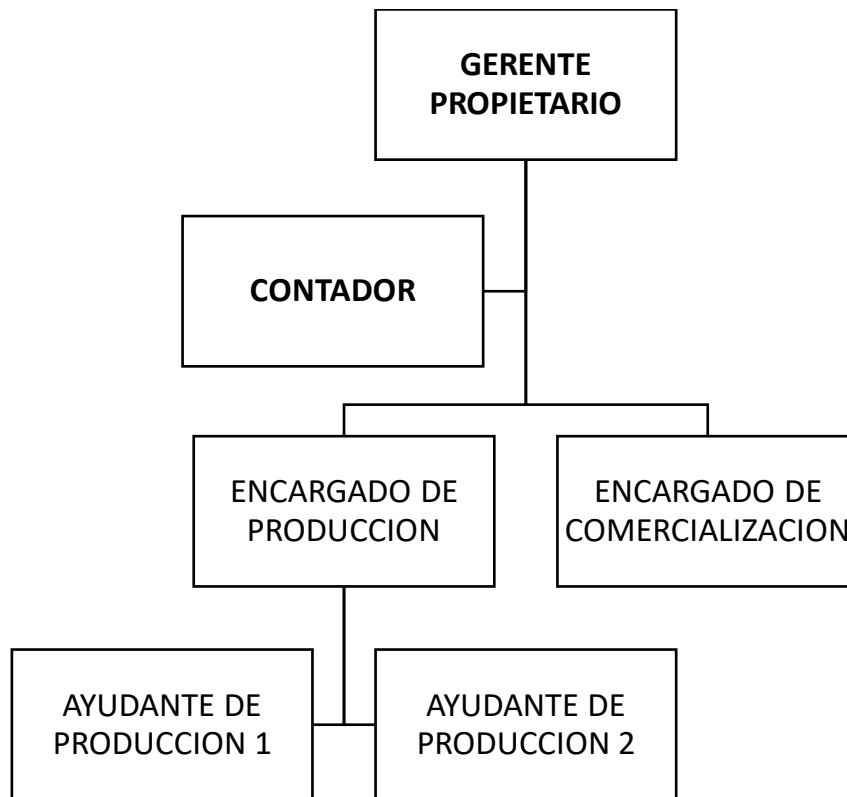 GERENTE
PROPIETARIO
CONTADOR
ENCARGADO DE
PRODUCCION
ENCARGADO DE
COMERCIALIZACION
AYUDANTE DE
PRODUCCION 1
AYUDANTE DE
PRODUCCION 2